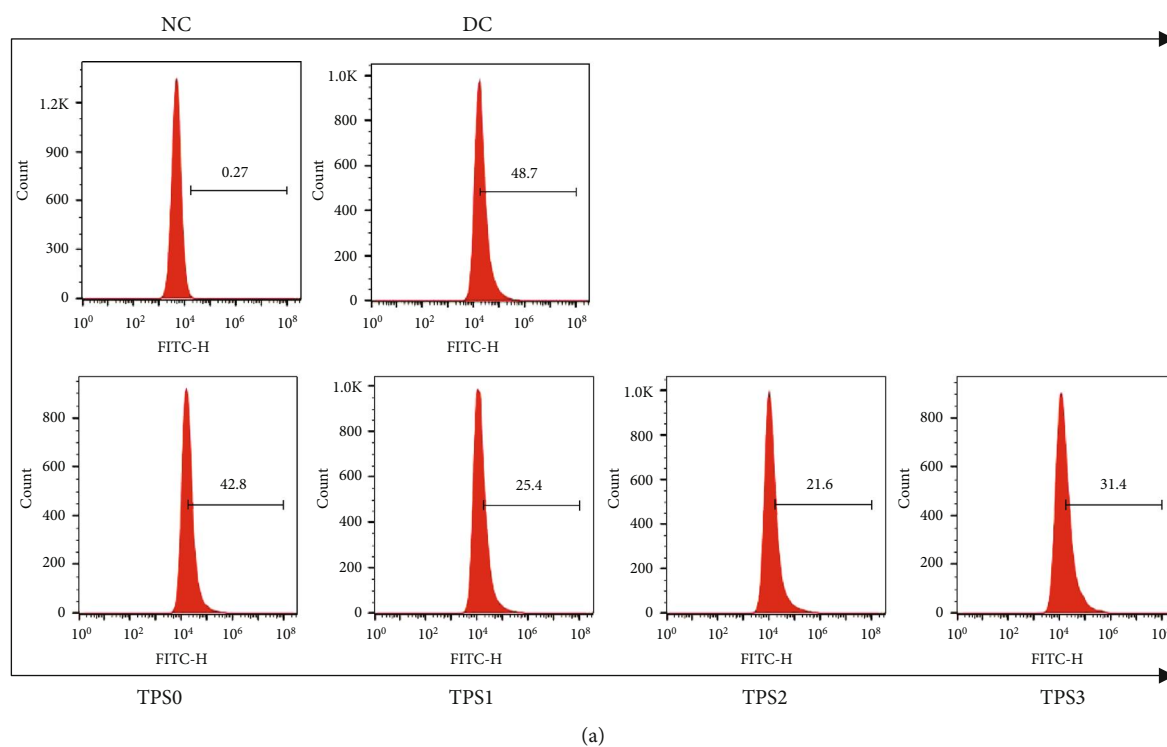 NC DC
1.2K
900
600
300
0
Count
0.27
10⁰ 10² 10⁴ 10⁶ 10⁸
FITC-H
1.0K
800
600
400
200
0
Count
48.7
10⁰ 10² 10⁴ 10⁶ 10⁸
FITC-H
800
600
400
200
0
Count
42.8
10⁰ 10² 10⁴ 10⁶ 10⁸
FITC-H
1.0K
800
600
400
200
0
Count
25.4
10⁰ 10² 10⁴ 10⁶ 10⁸
FITC-H
1.0K
800
600
400
200
0
Count
21.6
10⁰ 10² 10⁴ 10⁶ 10⁸
FITC-H
800
600
400
200
0
Count
31.4
10⁰ 10² 10⁴ 10⁶ 10⁸
FITC-H
TPS0 TPS1 TPS2 TPS3
(a)